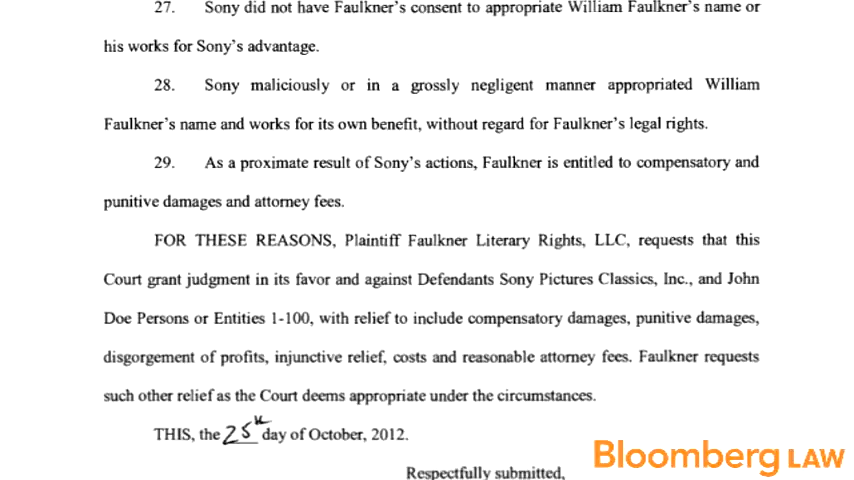 27. Sony did not have Faulkner's consent to appropriate William Faulkner's name or
his works for Sony's advantage.
28. Sony maliciously or in a grossly negligent manner appropriated William
Faulkner's name and works for its own benefit, without regard for Faulkner's legal rights.
29. As a proximate result of Sony's actions, Faulkner is entitled to compensatory and
punitive damages and attorney fees.
FOR THESE REASONS, Plaintiff Faulkner Literary Rights, LLC, requests that this
Court grant judgment in its favor and against Defendants Sony Pictures Classics, Inc., and John
Doe Persons or Entities 1-100, with relief to include compensatory damages, punitive damages,
disgorgement of profits, injunctive relief, costs and reasonable attorney fees. Faulkner requests
such other relief as the Court deems appropriate under the circumstances.
THIS, the 25th day of October, 2012.
Respectfully submitted,
Bloomberg LAW